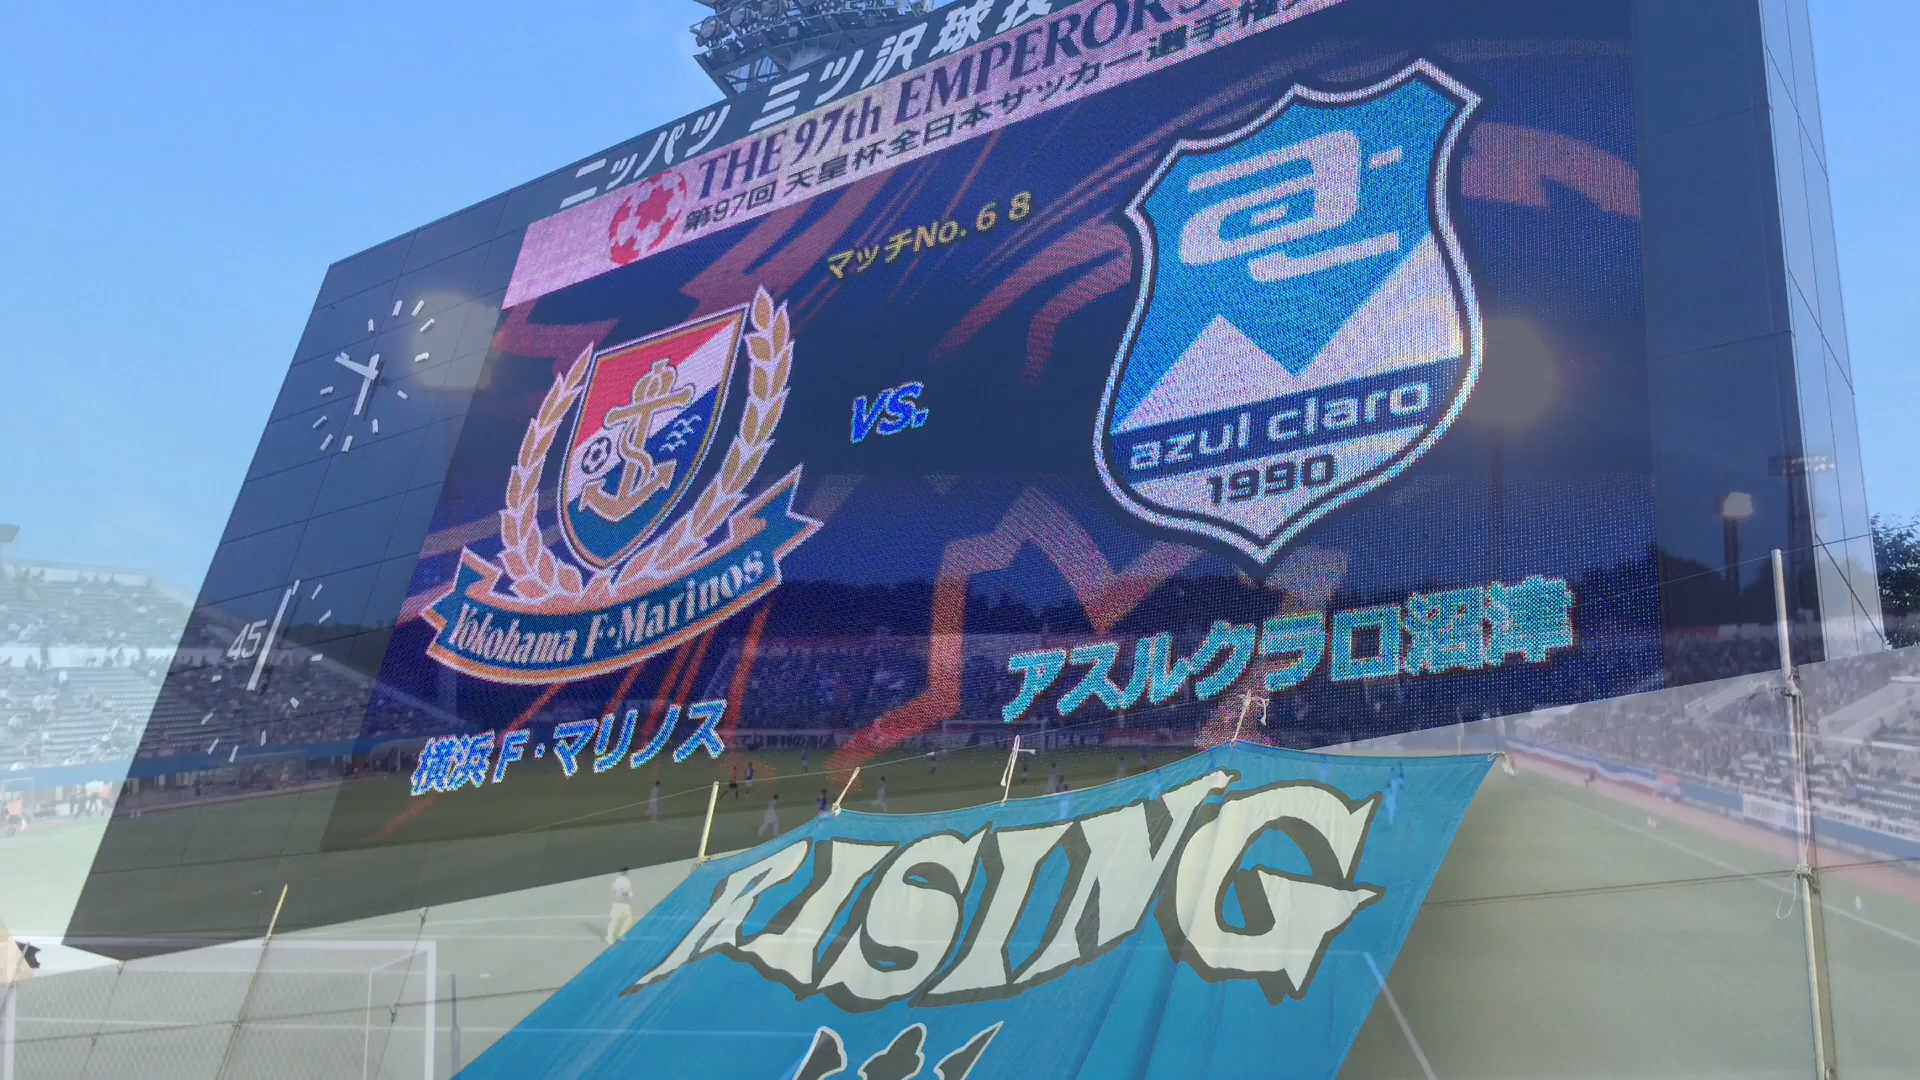 ニッパツ 三ツ沢球技
THE 97th EMPEROR'S
第97回 天皇杯全日本サッカー選手権
マッチNo.68
a
azul claro
1990
vs.
Yokohama F・Marinos
横浜F・マリノス
アスルクラロ沼津
45
RISING